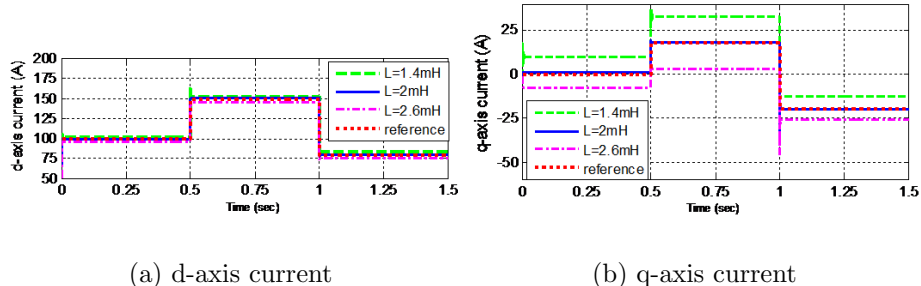 d-axis current (A)
200
175
150
125
100
75
50
L=1.4mH
L=2mH
L=2.6mH
reference
0 0.25 0.5 0.75 1 1.25 1.5
Time (sec)
(a) d-axis current
q-axis current (A)
25
0
-25
-50
L=1.4mH
L=2mH
L=2.6mH
reference
0 0.25 0.5 0.75 1 1.25 1.5
Time (sec)
(b) q-axis current